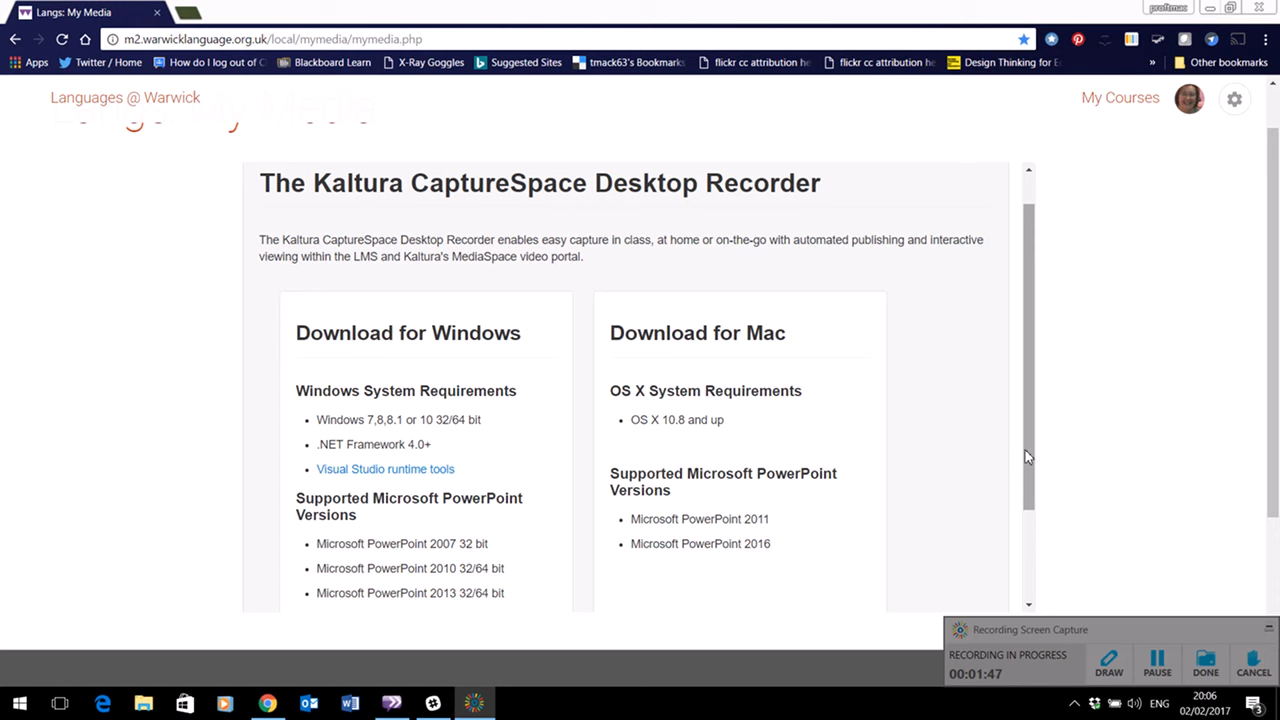 Langs: My Media
proftmac
m2.warwicklanguage.org.uk/local/mymedia/mymedia.php
Apps Twitter / Home How do I log out of C Blackboard Learn X-Ray Goggles Suggested Sites tmack63's Bookmarks flickr cc attribution he flickr cc attribution he Design Thinking for E » Other bookmarks
Languages @ Warwick
My Courses
Langs: My Media
The Kaltura CaptureSpace Desktop Recorder
The Kaltura CaptureSpace Desktop Recorder enables easy capture in class, at home or on-the-go with automated publishing and interactive
viewing within the LMS and Kaltura's MediaSpace video portal.
Download for Windows
Windows System Requirements
• Windows 7,8,8.1 or 10 32/64 bit
• .NET Framework 4.0+
• Visual Studio runtime tools
Supported Microsoft PowerPoint
Versions
• Microsoft PowerPoint 2007 32 bit
• Microsoft PowerPoint 2010 32/64 bit
• Microsoft PowerPoint 2013 32/64 bit
Download for Mac
OS X System Requirements
• OS X 10.8 and up
Supported Microsoft PowerPoint
Versions
• Microsoft PowerPoint 2011
• Microsoft PowerPoint 2016
Recording Screen Capture
RECORDING IN PROGRESS
00:01:47
DRAW PAUSE DONE CANCEL
ENG
20:06
02/02/2017
3